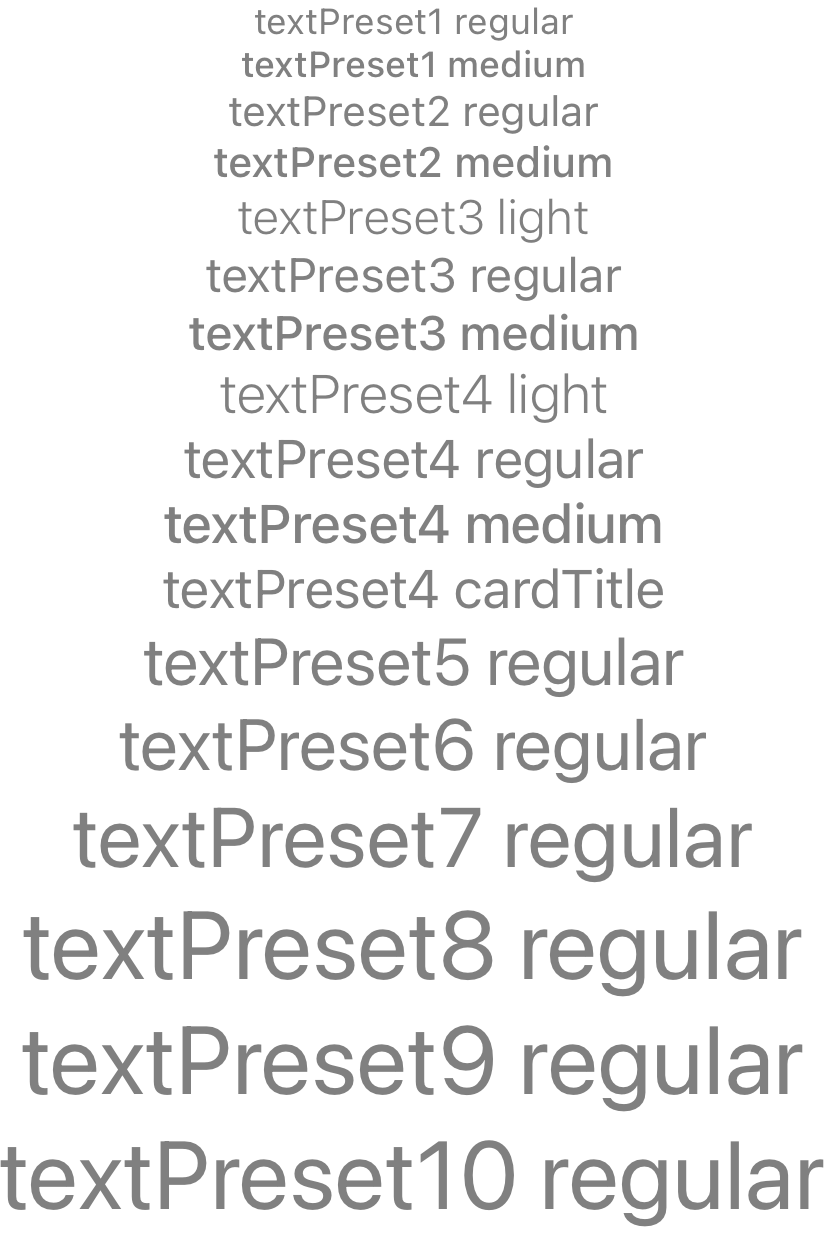 textPreset1 regular
textPreset1 medium
textPreset2 regular
textPreset2 medium
textPreset3 light
textPreset3 regular
textPreset3 medium
textPreset4 light
textPreset4 regular
textPreset4 medium
textPreset4 cardTitle
textPreset5 regular
textPreset6 regular
textPreset7 regular
textPreset8 regular
textPreset9 regular
textPreset10 regular